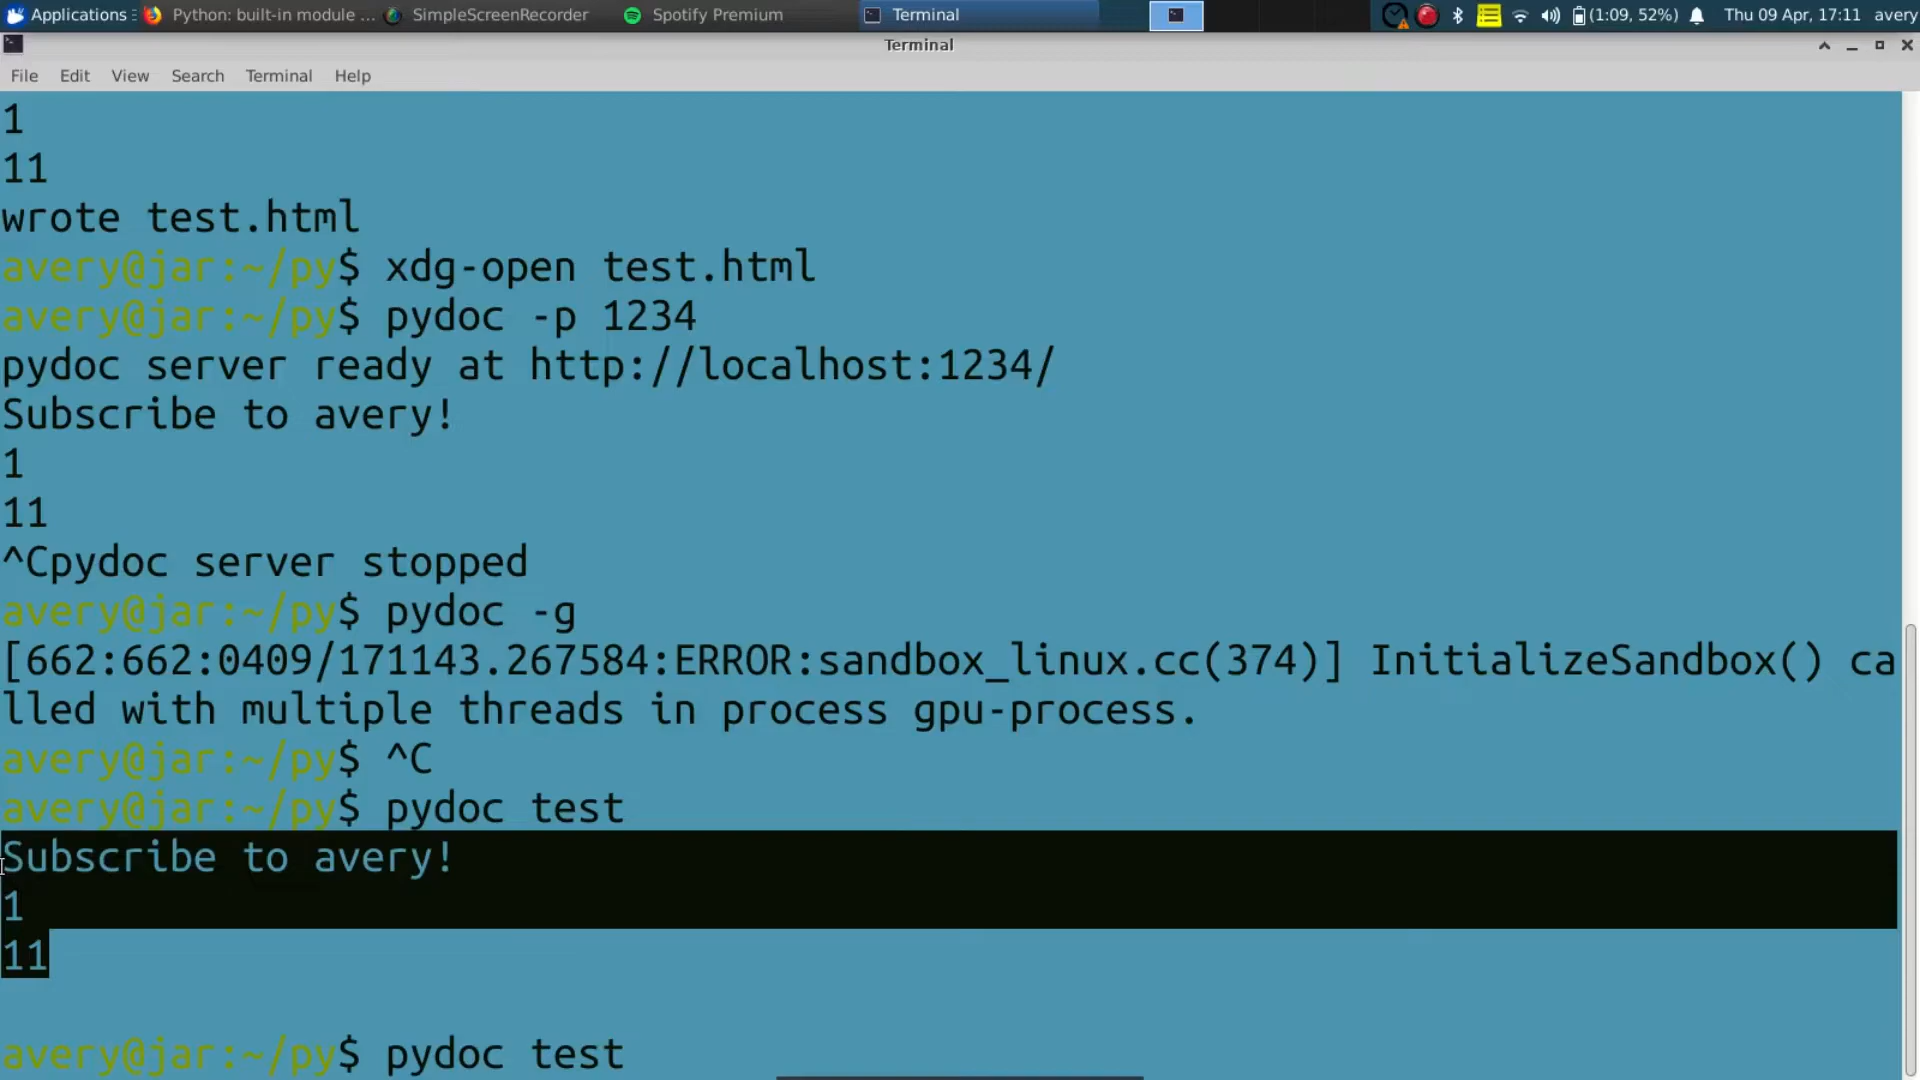 Applications Python: built-in module ... SimpleScreenRecorder Spotify Premium Terminal (1:09, 52%) Thu 09 Apr, 17:11 avery
Terminal
File Edit View Search Terminal Help
1
11
wrote test.html
avery@jar:~/py$ xdg-open test.html
avery@jar:~/py$ pydoc -p 1234
pydoc server ready at http://localhost:1234/
Subscribe to avery!
1
11
^Cpydoc server stopped
avery@jar:~/py$ pydoc -g
[662:662:0409/171143.267584:ERROR:sandbox_linux.cc(374)] InitializeSandbox() ca
lled with multiple threads in process gpu-process.
avery@jar:~/py$ ^C
avery@jar:~/py$ pydoc test
Subscribe to avery!
1
11
avery@jar:~/py$ pydoc test